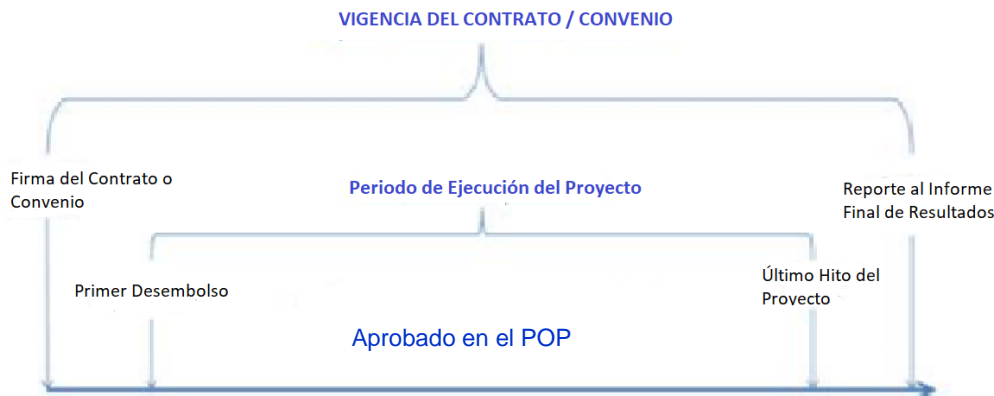 VIGENCIA DEL CONTRATO / CONVENIO
Firma del Contrato o
Convenio
Periodo de Ejecución del Proyecto
Reporte al Informe
Final de Resultados
Primer Desembolso
Último Hito del
Proyecto
Aprobado en el POP